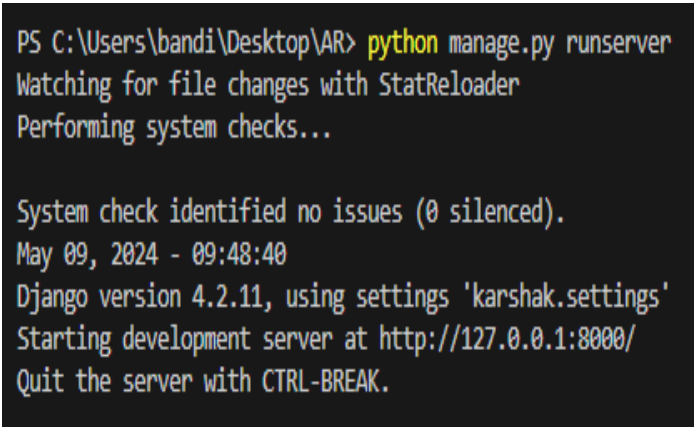 PS C:\Users\bandi\Desktop\AR> python manage.py runserver
Watching for file changes with StatReloader
Performing system checks...
System check identified no issues (0 silenced).
May 09, 2024 - 09:48:40
Django version 4.2.11, using settings 'karshak.settings'
Starting development server at http://127.0.0.1:8000/
Quit the server with CTRL-BREAK.